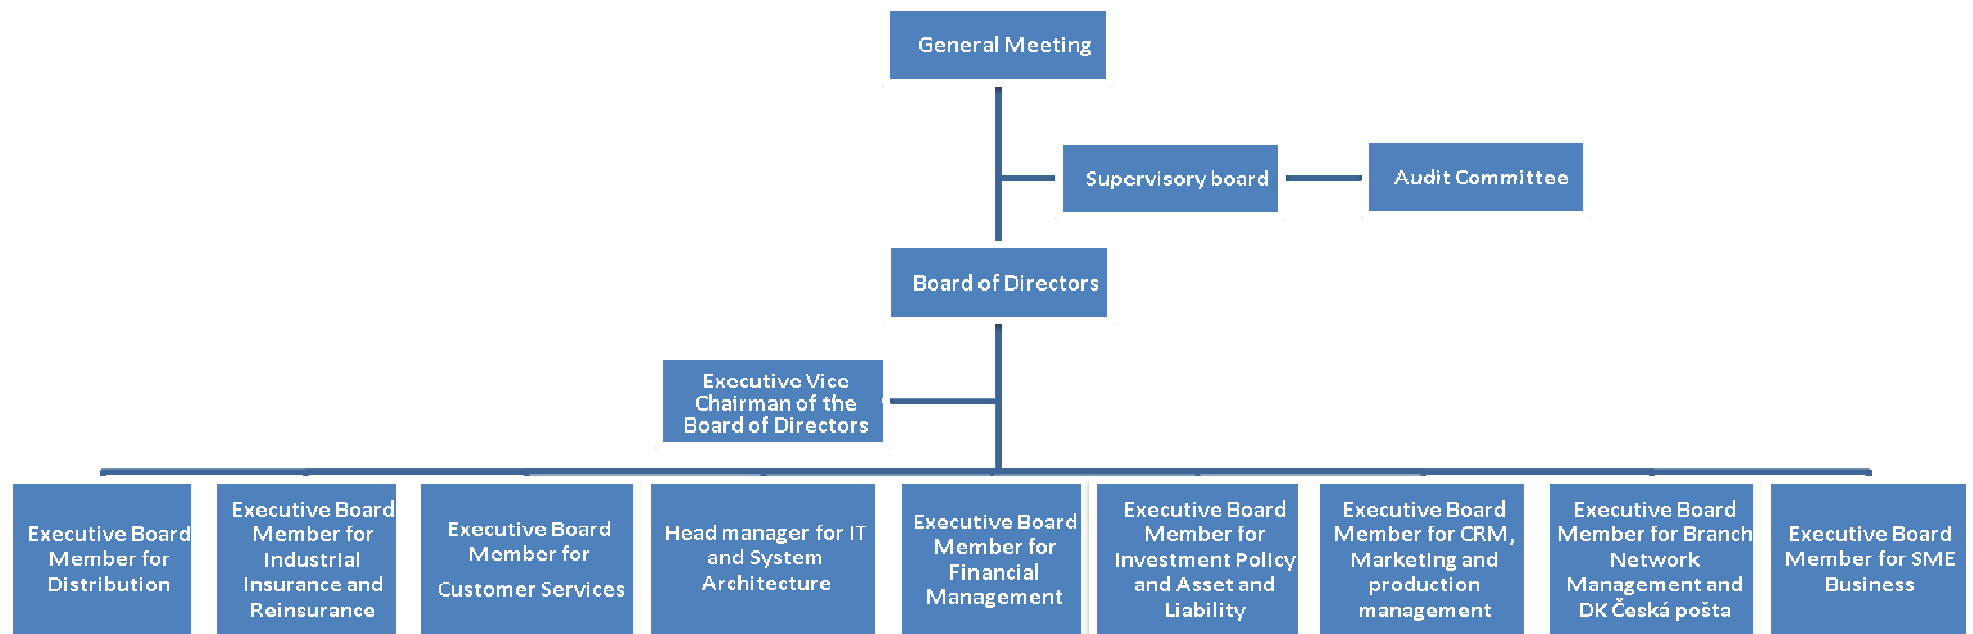 General Meeting
Supervisory board
Audit Committee
Board of Directors
Executive Vice
Chairman of the
Board of Directors
Executive Board
Member for
Distribution
Executive Board
Member for
Industrial
Insurance and
Reinsurance
Executive Board
Member for
Customer Services
Head manager for IT
and System
Architecture
Executive Board
Member for
Financial
Management
Executive Board
Member for
Investment Policy
and Asset and
Liability
Executive Board
Member for CRM,
Marketing and
production
management
Executive Board
Member for Branch
Network
Management and
DK Česká pošta
Executive Board
Member for SME
Business